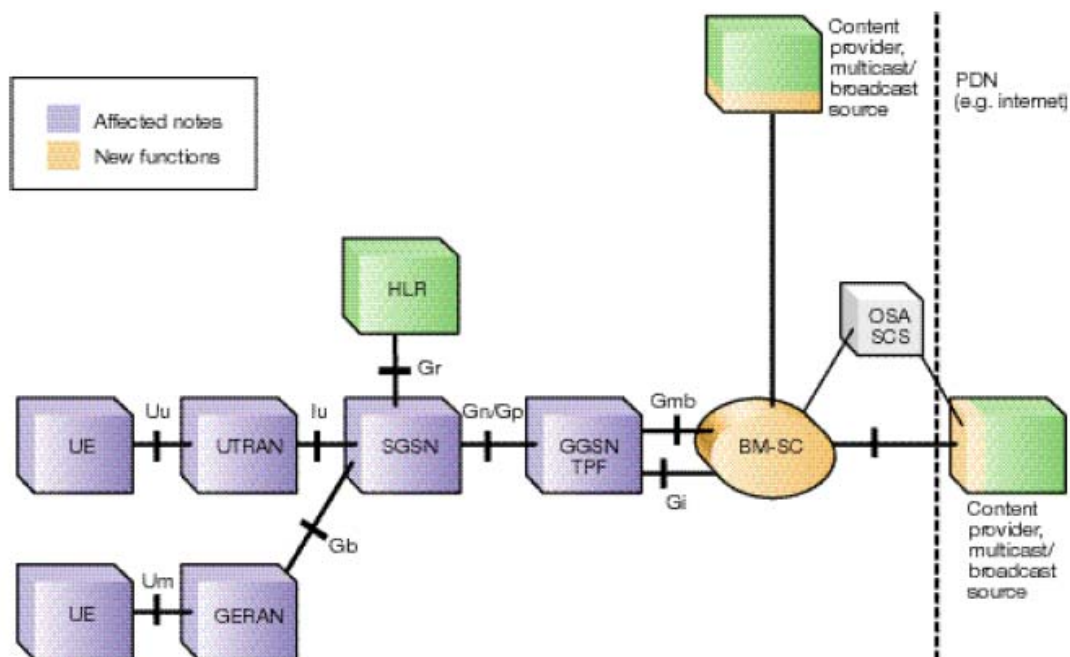 Content
provider,
multicast/
broadcast
source
PDN
(e.g. internet)
Affected notes
New functions
HLR
Gr
OSA
SCS
Uu
Iu
Gn/Gp
Gmb
UE
UTRAN
SGSN
GGSN
TPF
BM-SC
Gi
Gb
Content
provider,
multicast/
broadcast
source
Um
UE
GERAN